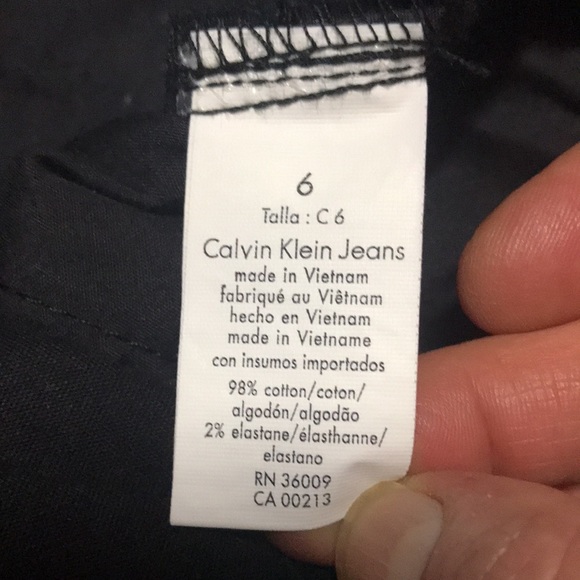 6
Talla : C 6
Calvin Klein Jeans
made in Vietnam
fabriqué au Viêtnam
hecho en Vietnam
made in Vietname
con insumos importados
98% cotton/coton/
algodón/algodão
2% elastane/élasthanne/
elastano
RN 36009
CA 00213